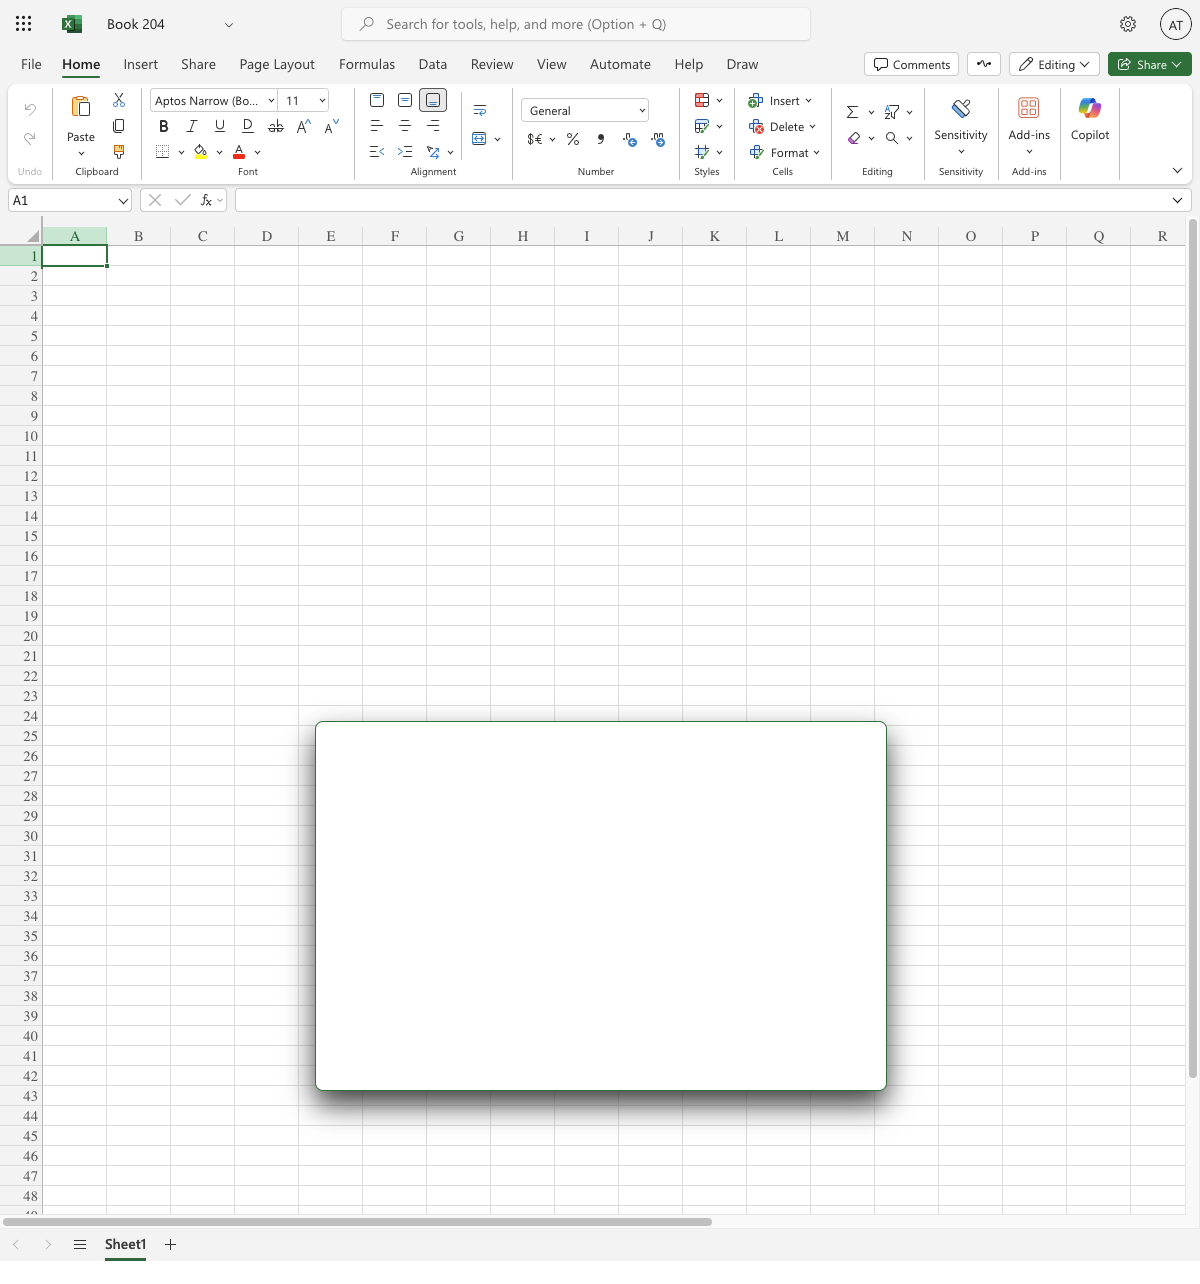 Book 204
Search for tools, help, and more (Option + Q)
AT
File Home Insert Share Page Layout Formulas Data Review View Automate Help Draw
Comments Editing Share
Undo
Paste
Clipboard
Aptos Narrow (Bo... 11
B I U D ab A A
A
Font
Alignment
General
$€ % ,
Number
Styles
Insert
Delete
Format
Cells
Editing
Sensitivity
Sensitivity
Add-ins
Add-ins
Copilot
A1
fx
A B C D E F G H I J K L M N O P Q R
1
2
3
4
5
6
7
8
9
10
11
12
13
14
15
16
17
18
19
20
21
22
23
24
25
26
27
28
29
30
31
32
33
34
35
36
37
38
39
40
41
42
43
44
45
46
47
48
Sheet1